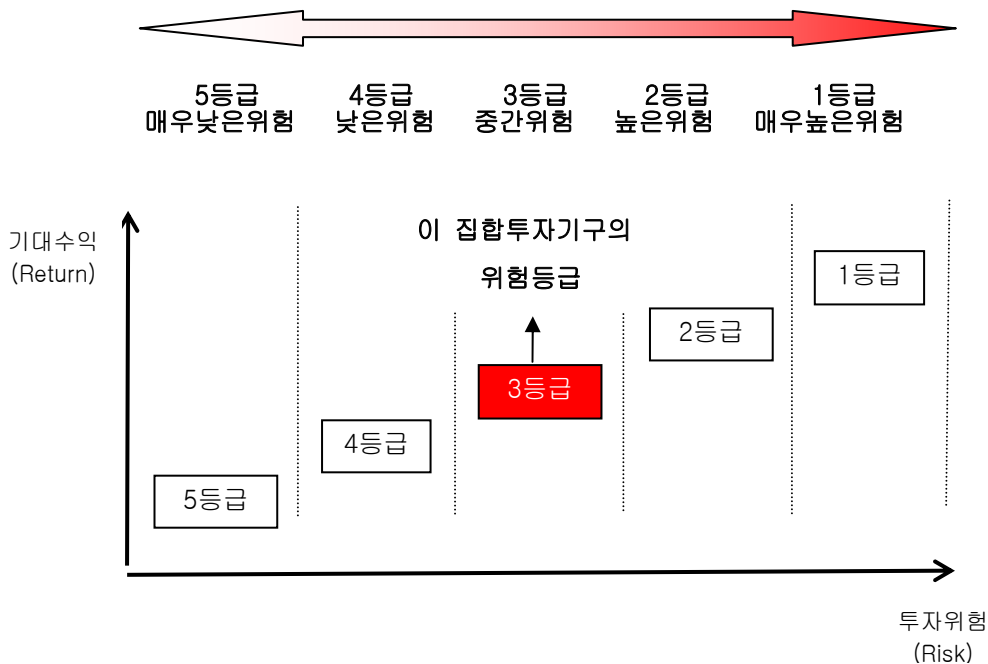 5등급 4등급 3등급 2등급 1등급
매우낮은위험 낮은위험 중간위험 높은위험 매우높은위험
기대수익
(Return)
이 집합투자기구의
위험등급
1등급
2등급
3등급
4등급
5등급
투자위험
(Risk)